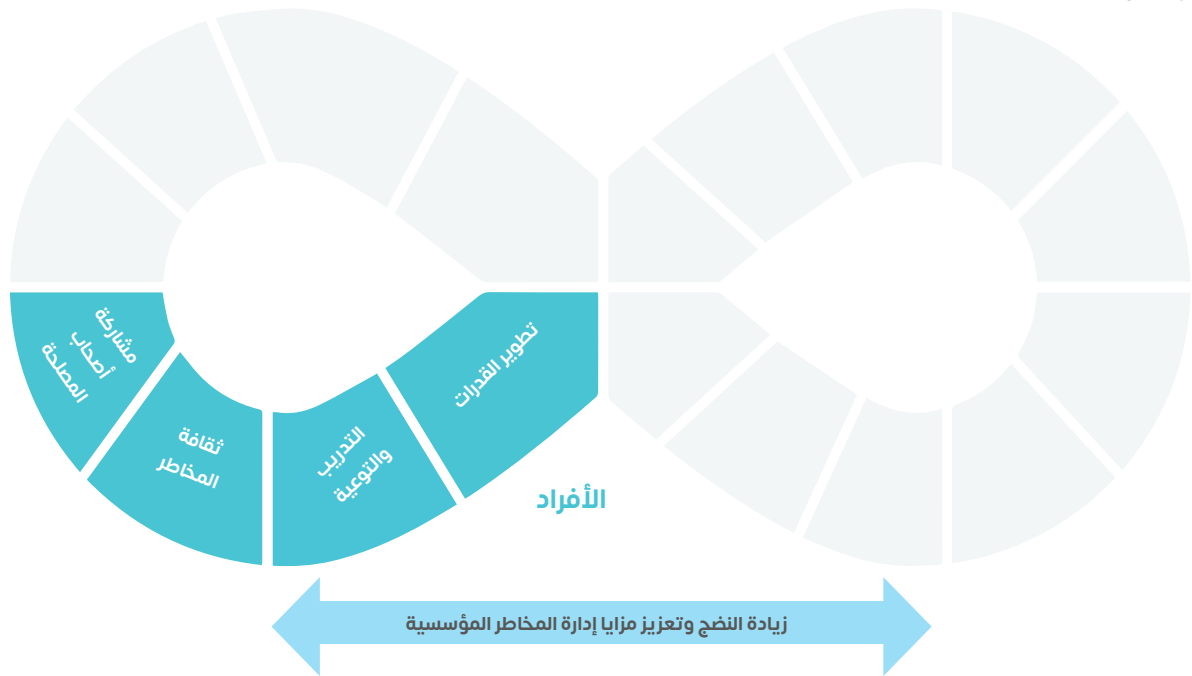 مشاركة
أصحاب
المصلحة
ثقافة
المخاطر
التدريب
والتوعية
تطوير القدرات
الأفراد
زيادة النضج وتعزيز مزايا إدارة المخاطر المؤسسية